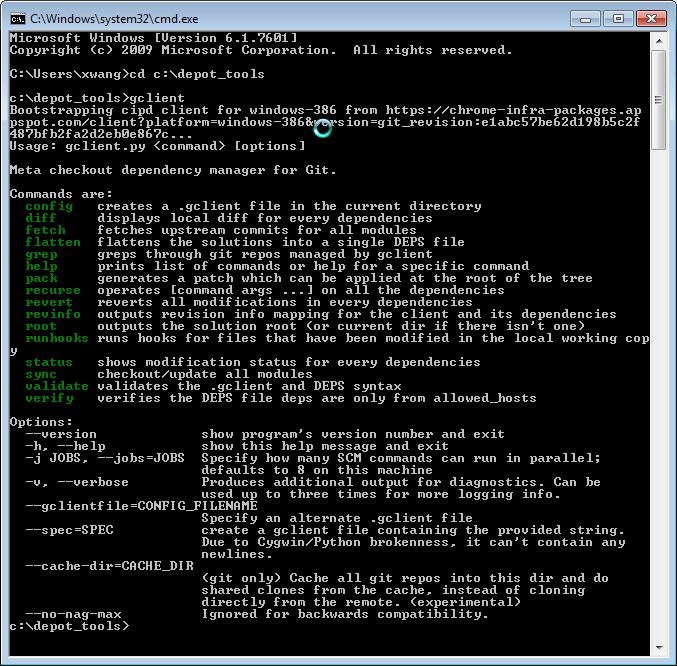 C:\Windows\system32\cmd.exe
Microsoft Windows [Version 6.1.7601]
Copyright (c) 2009 Microsoft Corporation.  All rights reserved.
C:\Users\xwang>cd c:\depot_tools
c:\depot_tools>gclient
Bootstrapping cipd client for windows-386 from https://chrome-infra-packages.ap
pspot.com/client?platform=windows-386&version=git_revision:e1abc57be62d198b5c2f
487bfb2fa2d2eb0e867c...
Usage: gclient.py <command> [options]
Meta checkout dependency manager for Git.
Commands are:
  config   creates a .gclient file in the current directory
  diff     displays local diff for every dependencies
  fetch    fetches upstream commits for all modules
  flatten  flattens the solutions into a single DEPS file
  grep     greps through git repos managed by gclient
  help     prints list of commands or help for a specific command
  pack     generates a patch which can be applied at the root of the tree
  recurse  operates [command args ...] on all the dependencies
  revert   reverts all modifications in every dependencies
  revinfo  outputs revision info mapping for the client and its dependencies
  root     outputs the solution root (or current dir if there isn't one)
  runhooks runs hooks for files that have been modified in the local working cop
y
  status   shows modification status for every dependencies
  sync     checkout/update all modules
  validate validates the .gclient and DEPS syntax
  verify   verifies the DEPS file deps are only from allowed_hosts
Options:
  --version             show program's version number and exit
  -h, --help            show this help message and exit
  -j JOBS, --jobs=JOBS  Specify how many SCM commands can run in parallel;
                        defaults to 8 on this machine
  -v, --verbose         Produces additional output for diagnostics. Can be
                        used up to three times for more logging info.
  --gclientfile=CONFIG_FILENAME
                        Specify an alternate .gclient file
  --spec=SPEC           create a gclient file containing the provided string.
                        Due to Cygwin/Python brokenness, it can't contain any
                        newlines.
  --cache-dir=CACHE_DIR
                        (git only) Cache all git repos into this dir and do
                        shared clones from the cache, instead of cloning
                        directly from the remote. (experimental)
  --no-nag-max          Ignored for backwards compatibility.
c:\depot_tools>